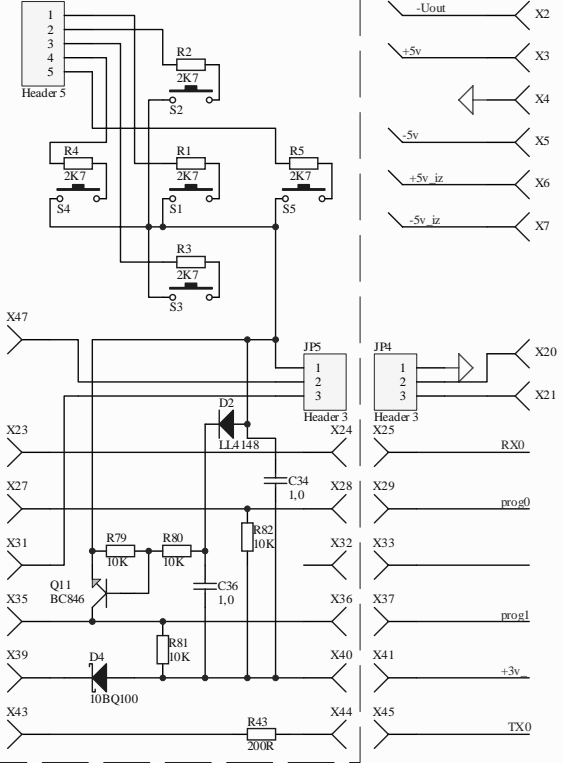 1
2
3
4
5
Header 5
R2
2K7
S2
R4
2K7
S4
R1
2K7
S1
R5
2K7
S5
R3
2K7
S3
-Uout
X2
+5v
X3
X4
-5v
X5
+5v_iz
X6
-5v_iz
X7
X47
JP5
1
2
3
Header 3
JP4
1
2
3
Header 3
X20
X21
D2
LL4148
X23
X24
X25
RX0
C34
1,0
X27
X28
X29
prog0
R79
10K
R80
10K
R82
10K
X31
X32
X33
Q11
BC846
C36
1,0
X35
X36
X37
prog1
R81
10K
X39
D4
10BQ100
X40
X41
+3v_
X43
R43
200R
X44
X45
TX0